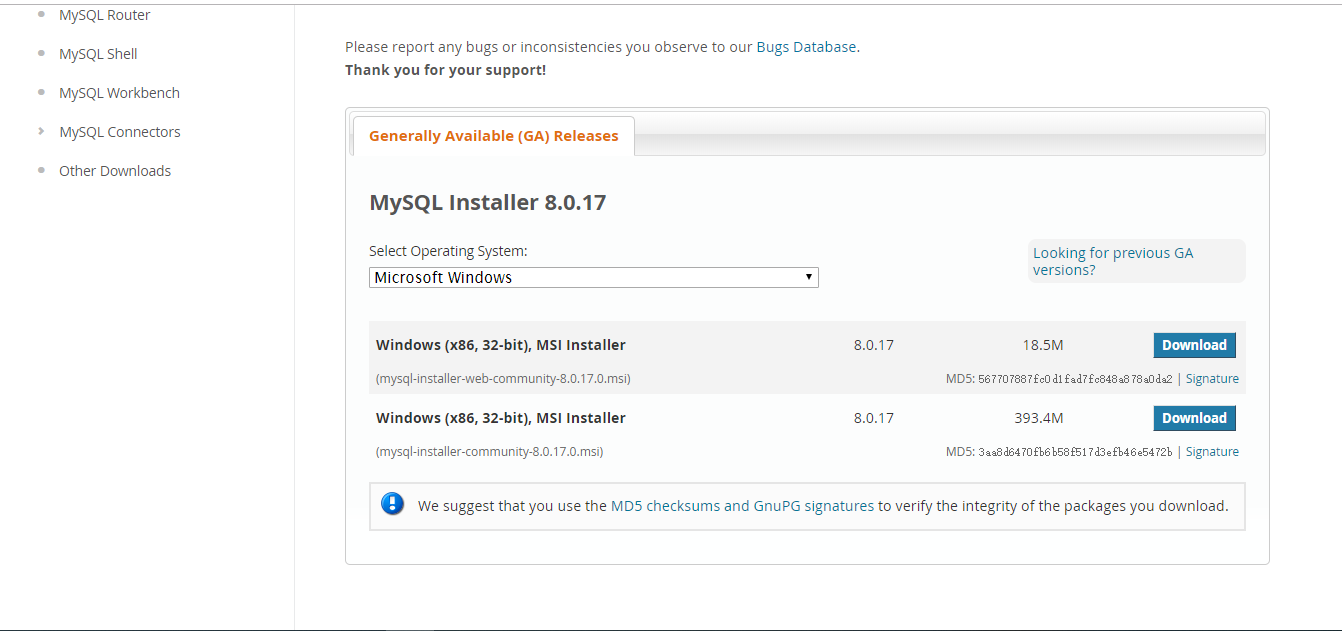 MySQL Router
MySQL Shell
MySQL Workbench
MySQL Connectors
Other Downloads
Please report any bugs or inconsistencies you observe to our Bugs Database.
Thank you for your support!
Generally Available (GA) Releases
MySQL Installer 8.0.17
Select Operating System:
Microsoft Windows
Looking for previous GA
versions?
Windows (x86, 32-bit), MSI Installer 8.0.17 18.5M Download
(mysql-installer-web-community-8.0.17.0.msi) MD5: 567707887fc0d1fad7fc848a878a0da2 | Signature
Windows (x86, 32-bit), MSI Installer 8.0.17 393.4M Download
(mysql-installer-community-8.0.17.0.msi) MD5: 3aa8d6470fb6b58f517d3efb46e5472b | Signature
We suggest that you use the MD5 checksums and GnuPG signatures to verify the integrity of the packages you download.